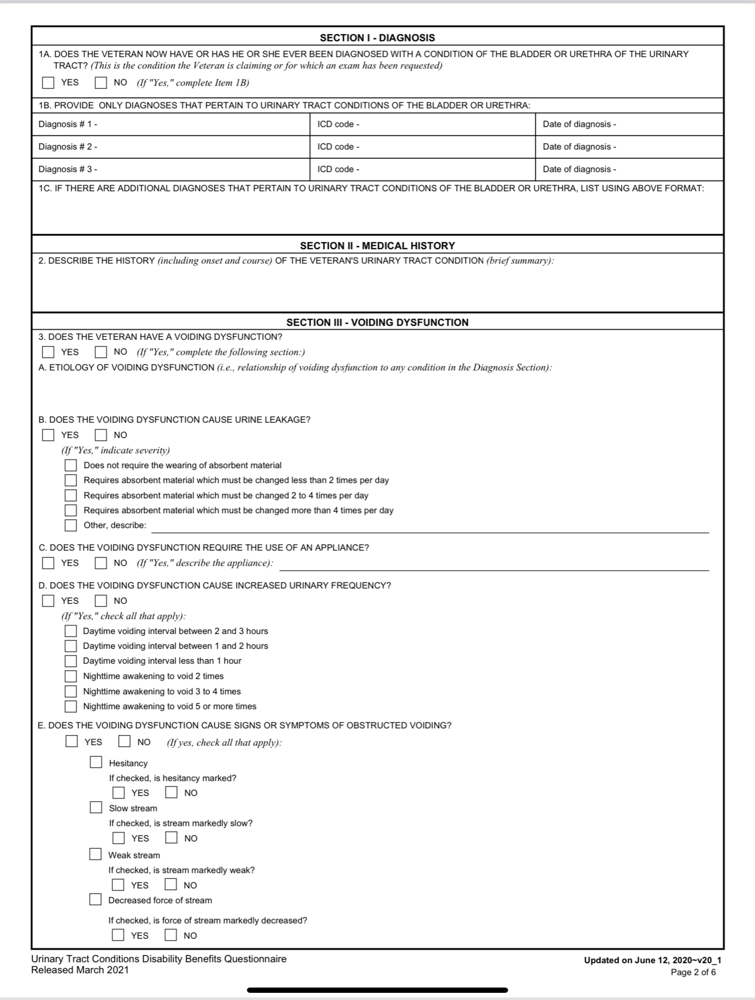 SECTION I - DIAGNOSIS
1A. DOES THE VETERAN NOW HAVE OR HAS HE OR SHE EVER BEEN DIAGNOSED WITH A CONDITION OF THE BLADDER OR URETHRA OF THE URINARY
TRACT? (This is the condition the Veteran is claiming or for which an exam has been requested)
YES NO (If "Yes," complete Item 1B)
1B. PROVIDE ONLY DIAGNOSES THAT PERTAIN TO URINARY TRACT CONDITIONS OF THE BLADDER OR URETHRA:
Diagnosis # 1 - ICD code - Date of diagnosis -
Diagnosis # 2 - ICD code - Date of diagnosis -
Diagnosis # 3 - ICD code - Date of diagnosis -
1C. IF THERE ARE ADDITIONAL DIAGNOSES THAT PERTAIN TO URINARY TRACT CONDITIONS OF THE BLADDER OR URETHRA, LIST USING ABOVE FORMAT:
SECTION II - MEDICAL HISTORY
2. DESCRIBE THE HISTORY (including onset and course) OF THE VETERAN'S URINARY TRACT CONDITION (brief summary):
SECTION III - VOIDING DYSFUNCTION
3. DOES THE VETERAN HAVE A VOIDING DYSFUNCTION?
YES NO (If "Yes," complete the following section:)
A. ETIOLOGY OF VOIDING DYSFUNCTION (i.e., relationship of voiding dysfunction to any condition in the Diagnosis Section):
B. DOES THE VOIDING DYSFUNCTION CAUSE URINE LEAKAGE?
YES NO
(If "Yes," indicate severity)
Does not require the wearing of absorbent material
Requires absorbent material which must be changed less than 2 times per day
Requires absorbent material which must be changed 2 to 4 times per day
Requires absorbent material which must be changed more than 4 times per day
Other, describe:
C. DOES THE VOIDING DYSFUNCTION REQUIRE THE USE OF AN APPLIANCE?
YES NO (If "Yes," describe the appliance):
D. DOES THE VOIDING DYSFUNCTION CAUSE INCREASED URINARY FREQUENCY?
YES NO
(If "Yes," check all that apply):
Daytime voiding interval between 2 and 3 hours
Daytime voiding interval between 1 and 2 hours
Daytime voiding interval less than 1 hour
Nighttime awakening to void 2 times
Nighttime awakening to void 3 to 4 times
Nighttime awakening to void 5 or more times
E. DOES THE VOIDING DYSFUNCTION CAUSE SIGNS OR SYMPTOMS OF OBSTRUCTED VOIDING?
YES NO (If yes, check all that apply):
Hesitancy
If checked, is hesitancy marked?
YES NO
Slow stream
If checked, is stream markedly slow?
YES NO
Weak stream
If checked, is stream markedly weak?
YES NO
Decreased force of stream
If checked, is force of stream markedly decreased?
YES NO
Urinary Tract Conditions Disability Benefits Questionnaire
Released March 2021
Updated on June 12, 2020~v20_1
Page 2 of 6